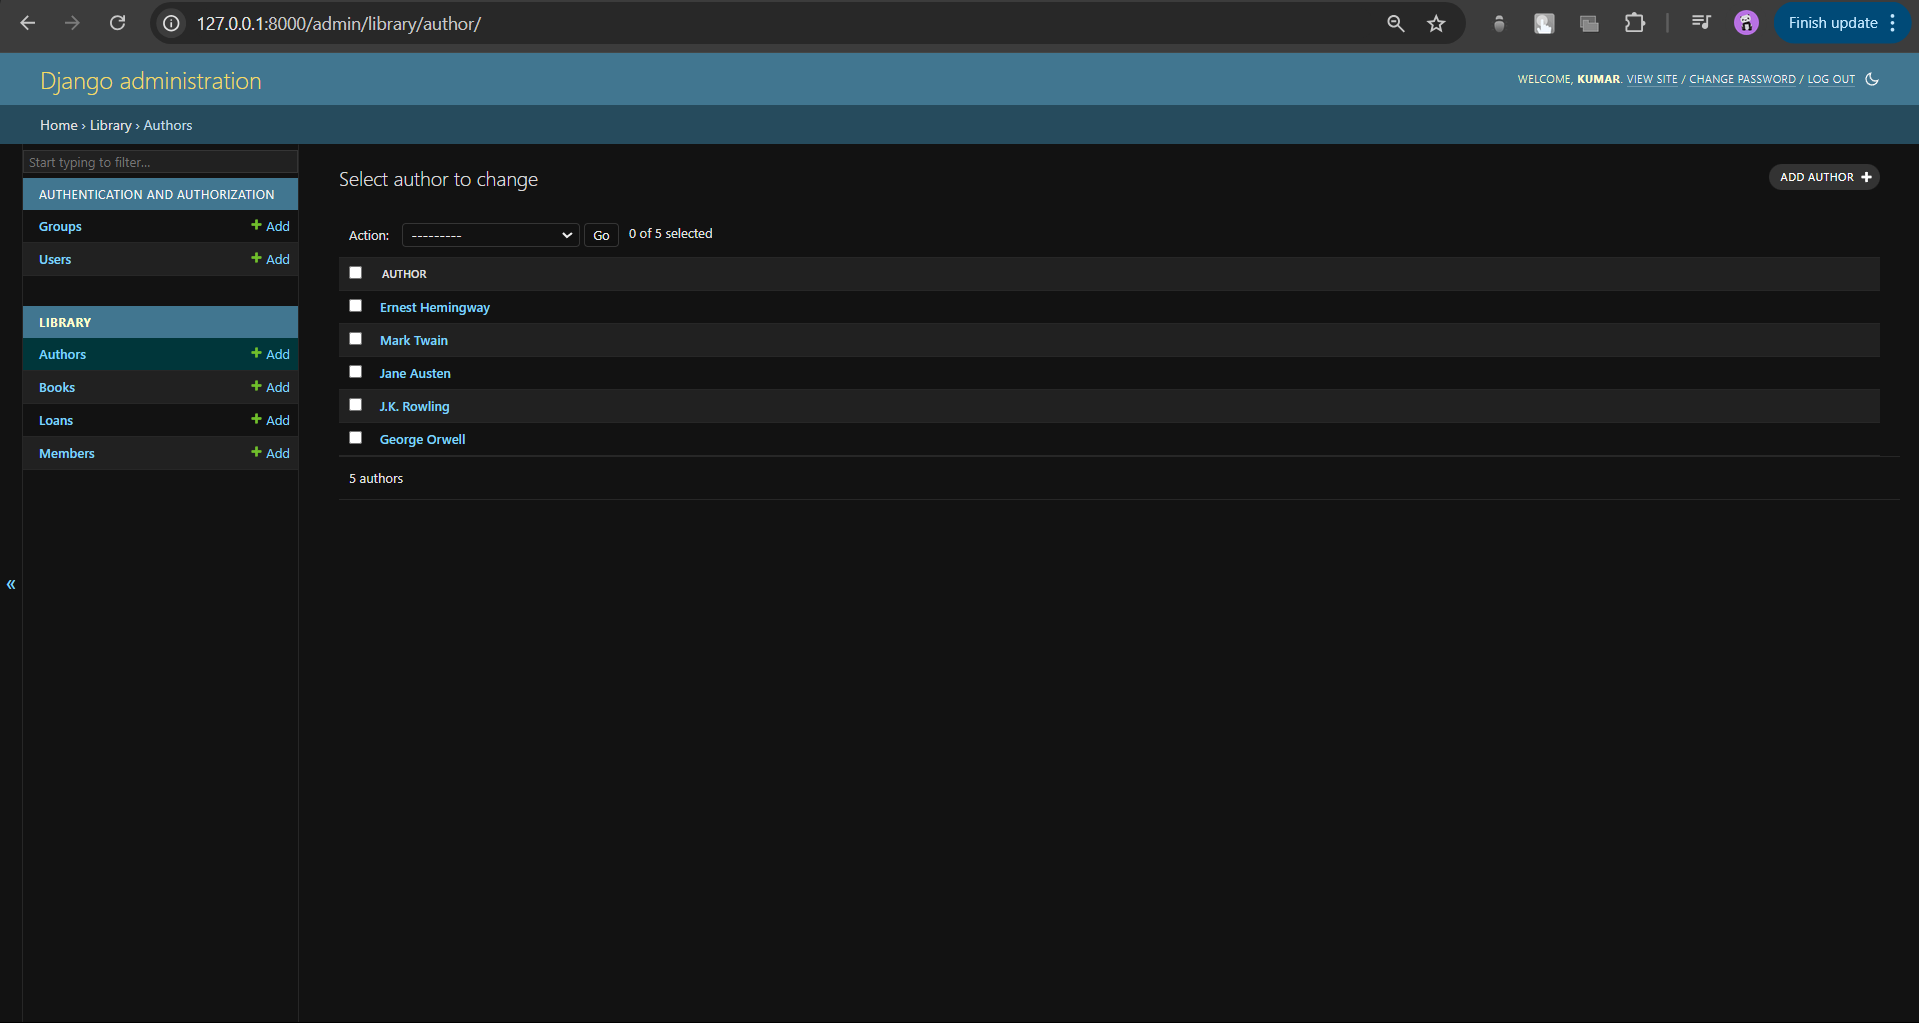 127.0.0.1:8000/admin/library/author/
Finish update
Django administration
WELCOME, KUMAR. VIEW SITE / CHANGE PASSWORD / LOG OUT
Home › Library › Authors
Start typing to filter...
AUTHENTICATION AND AUTHORIZATION
Groups + Add
Users + Add
LIBRARY
Authors + Add
Books + Add
Loans + Add
Members + Add
«
Select author to change
ADD AUTHOR +
Action: --------- Go 0 of 5 selected
AUTHOR
Ernest Hemingway
Mark Twain
Jane Austen
J.K. Rowling
George Orwell
5 authors